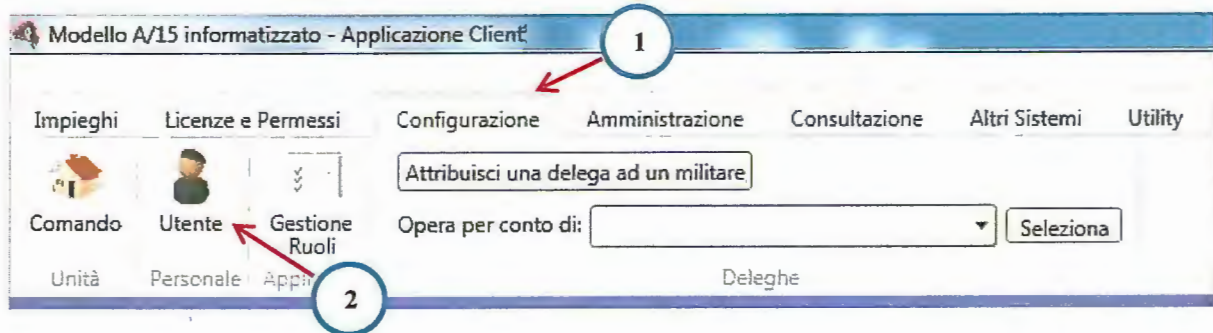 Modello A/15 informatizzato - Applicazione Client
1
Impieghi Licenze e Permessi Configurazione Amministrazione Consultazione Altri Sistemi Utility
Attribuisci una delega ad un militare
Comando Utente Gestione Ruoli Opera per conto di: Seleziona
Unità Personale Deleghe
2